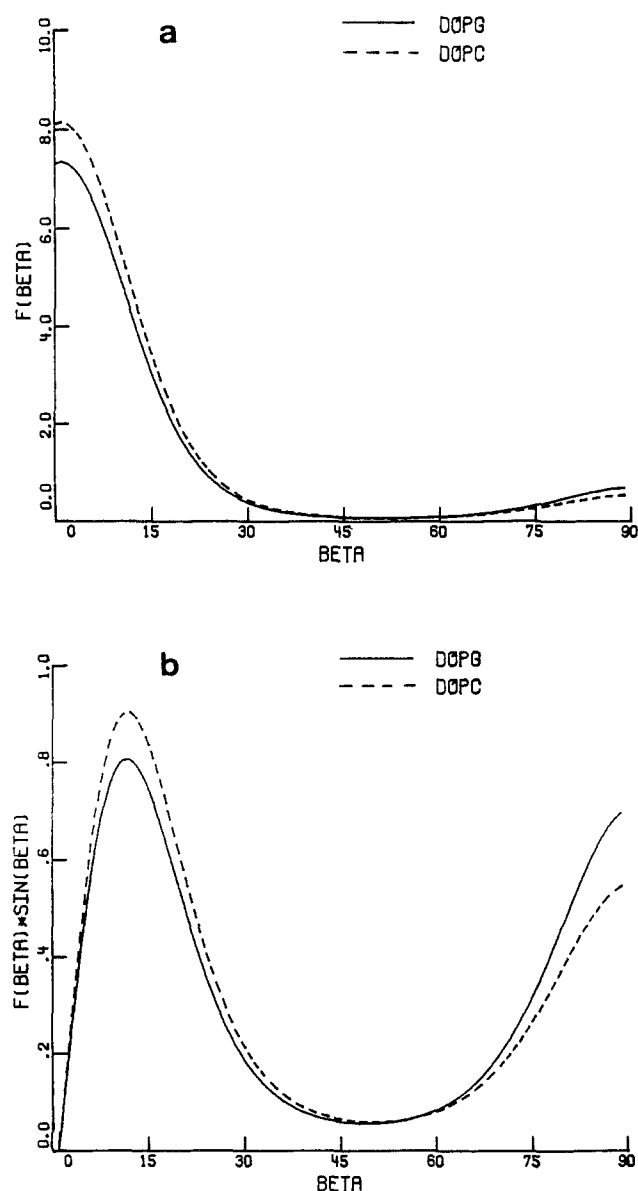 a
DOPG
DOPC
10.0
8.0
6.0
4.0
2.0
0.0
F(BETA)
0 15 30 45 60 75 90
BETA
b
DOPG
DOPC
1.0
.8
.6
.4
.2
0.0
F(BETA)*SIN(BETA)
0 15 30 45 60 75 90
BETA